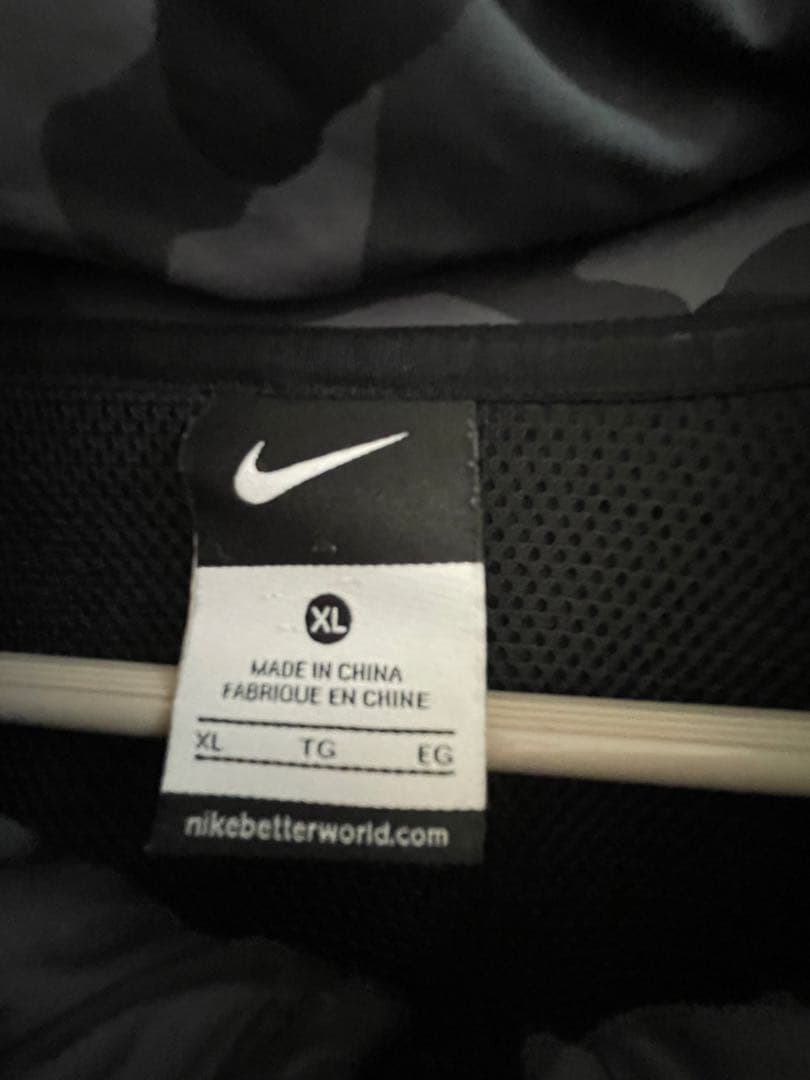 XL
MADE IN CHINA
FABRIQUE EN CHINE
XL TG EG
nikebetterworld.com